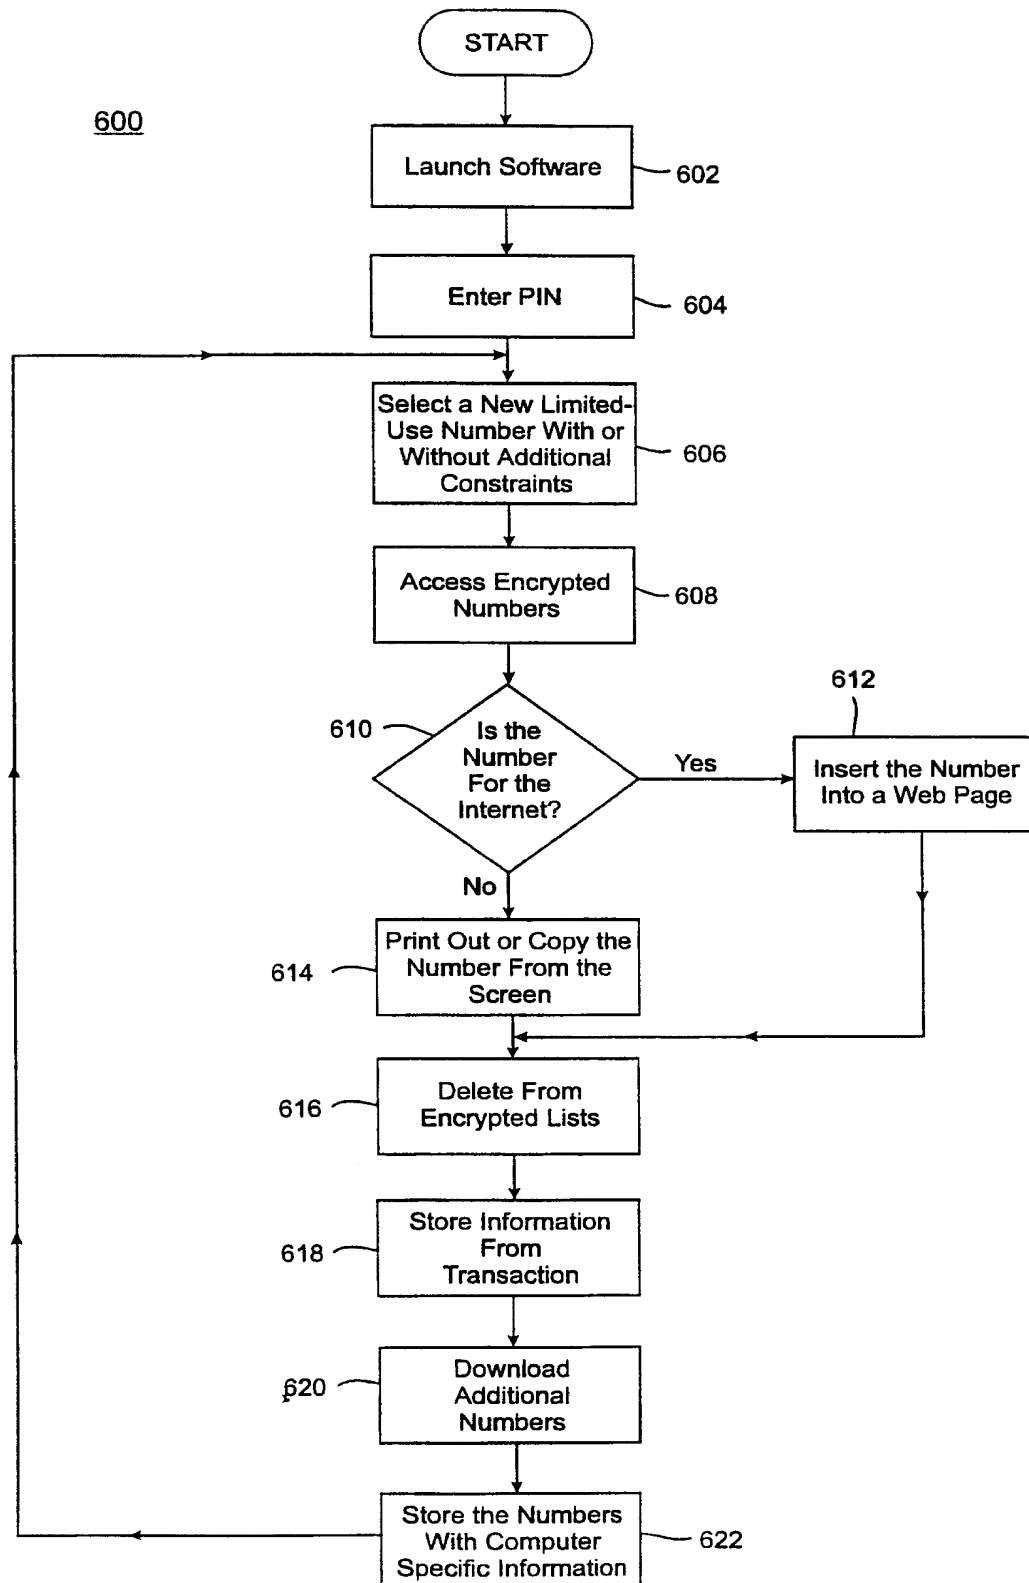 START
600
Launch Software
602
Enter PIN
604
Select a New Limited-
Use Number With or
Without Additional
Constraints
606
Access Encrypted
Numbers
608
610
Is the
Number
For the
Internet?
Yes
612
Insert the Number
Into a Web Page
No
614
Print Out or Copy the
Number From the
Screen
616
Delete From
Encrypted Lists
618
Store Information
From
Transaction
620
Download
Additional
Numbers
Store the Numbers
With Computer
Specific Information
622